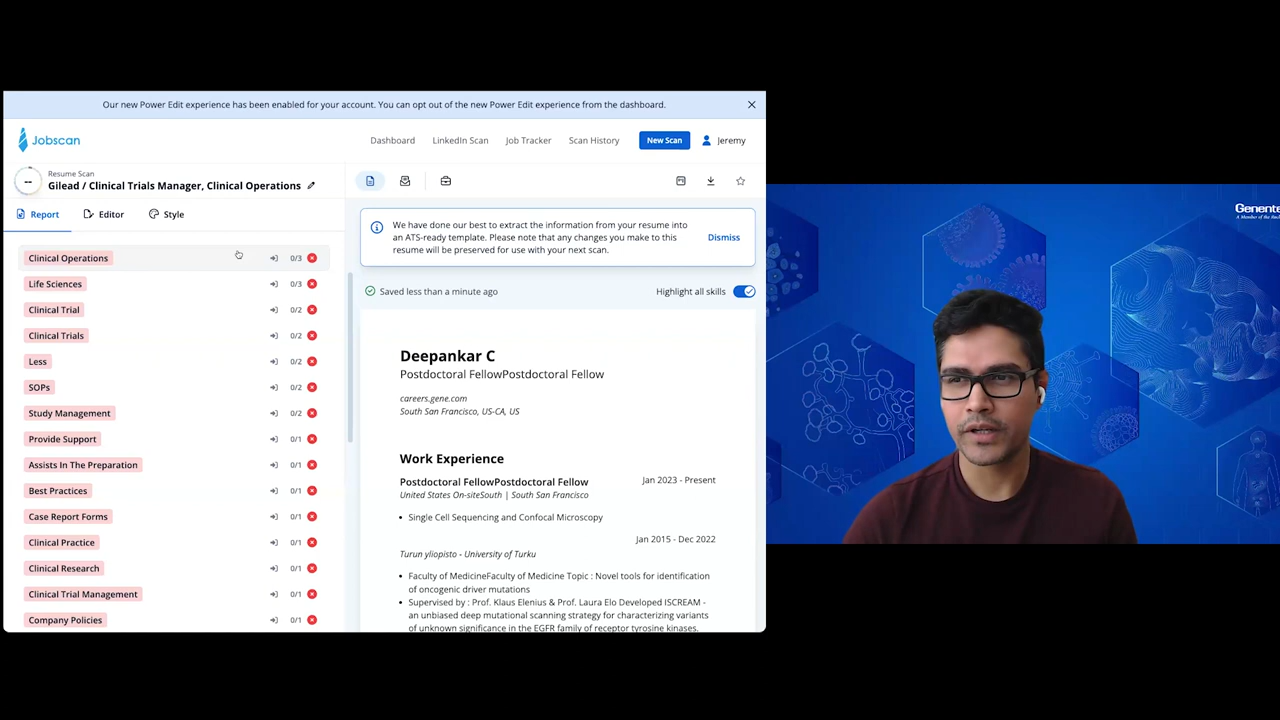 Our new Power Edit experience has been enabled for your account. You can opt out of the new Power Edit experience from the dashboard.
Jobscan
Dashboard
LinkedIn Scan
Job Tracker
Scan History
New Scan
Jeremy
--
Resume Scan
Gilead / Clinical Trials Manager, Clinical Operations
Report
Editor
Style
Clinical Operations 0/3
Life Sciences 0/3
Clinical Trial 0/2
Clinical Trials 0/2
Less 0/2
SOPs 0/2
Study Management 0/2
Provide Support 0/1
Assists In The Preparation 0/1
Best Practices 0/1
Case Report Forms 0/1
Clinical Practice 0/1
Clinical Research 0/1
Clinical Trial Management 0/1
Company Policies 0/1
We have done our best to extract the information from your resume into
an ATS-ready template. Please note that any changes you make to this
resume will be preserved for use with your next scan.
Dismiss
Saved less than a minute ago
Highlight all skills
Deepankar C
Postdoctoral FellowPostdoctoral Fellow
careers.gene.com
South San Francisco, US-CA, US
Work Experience
Postdoctoral FellowPostdoctoral Fellow
Jan 2023 - Present
United States On-siteSouth | South San Francisco
• Single Cell Sequencing and Confocal Microscopy
Jan 2015 - Dec 2022
Turun yliopisto - University of Turku
• Faculty of MedicineFaculty of Medicine Topic : Novel tools for identification
of oncogenic driver mutations
• Supervised by : Prof. Klaus Elenius & Prof. Laura Elo Developed ISCREAM -
an unbiased deep mutational scanning strategy for characterizing variants
of unknown significance in the EGFR family of receptor tyrosine kinases.
Genente
A Member of the